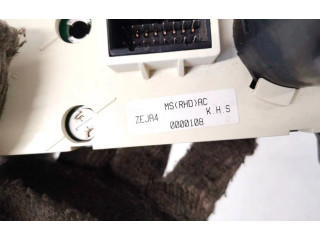 MS(RHD)AC
ZEJA4 K.H.S
0000108